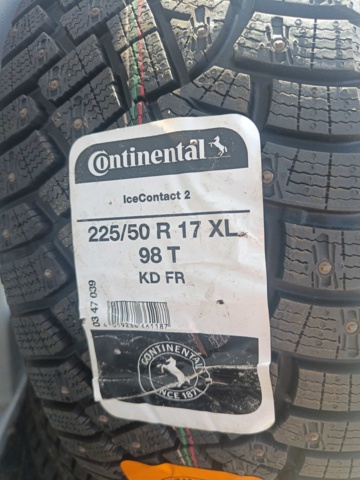 Continental
IceContact 2
225/50 R 17 XL
98 T
KD FR
03 47 039
CONTINENTAL
SINCE 1871